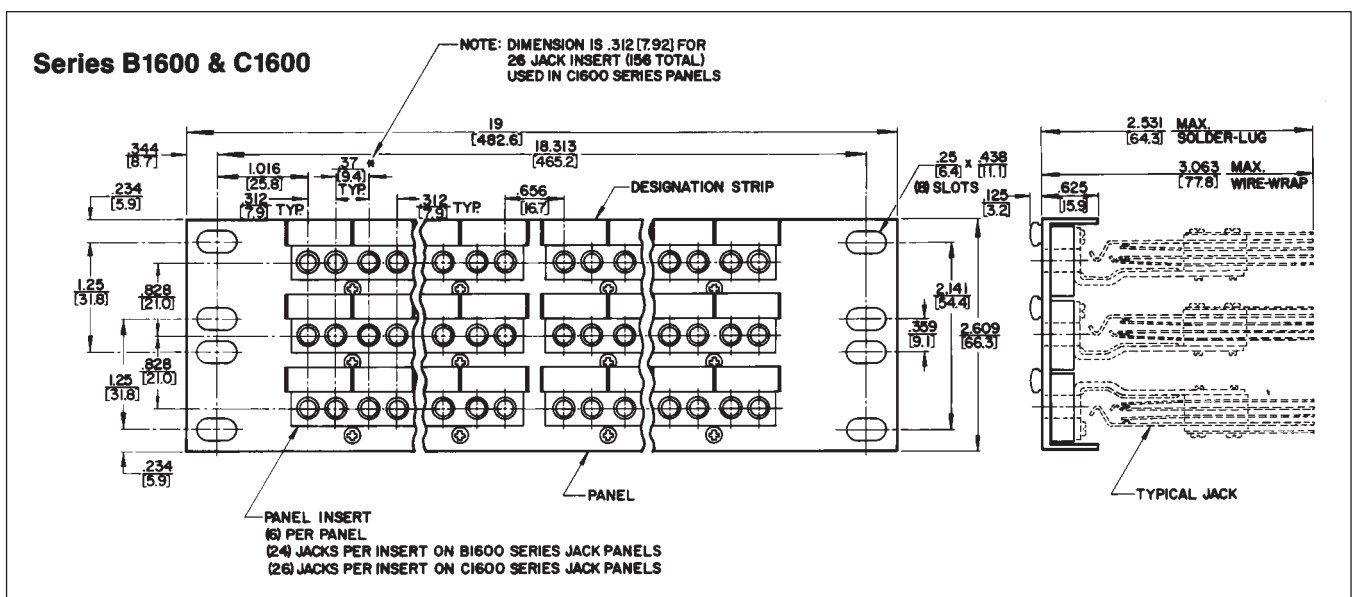 Series B1600 & C1600
NOTE: DIMENSION IS .312 [7.92] FOR
26 JACK INSERT (156 TOTAL)
USED IN C1600 SERIES PANELS
19
[482.6]
18.313
[465.2]
.344
[8.7]
1.016
[25.8]
.37 *
[9.4]
TYP.
.234
[5.9]
.312
[7.9] TYP.
.312
[7.9] TYP.
.656
[16.7]
DESIGNATION STRIP
.25 x .438
[6.4] [11.1]
(8) SLOTS
2.531 MAX.
[64.3] SOLDER-LUG
3.063 MAX.
[77.8] WIRE-WRAP
.125
[3.2]
.625
[15.9]
1.25
[31.8]
.828
[21.0]
.828
[21.0]
1.25
[31.8]
2.141
[54.4]
.359
[9.1]
2.609
[66.3]
.234
[5.9]
PANEL
TYPICAL JACK
PANEL INSERT
(6) PER PANEL
(24) JACKS PER INSERT ON B1600 SERIES JACK PANELS
(26) JACKS PER INSERT ON C1600 SERIES JACK PANELS